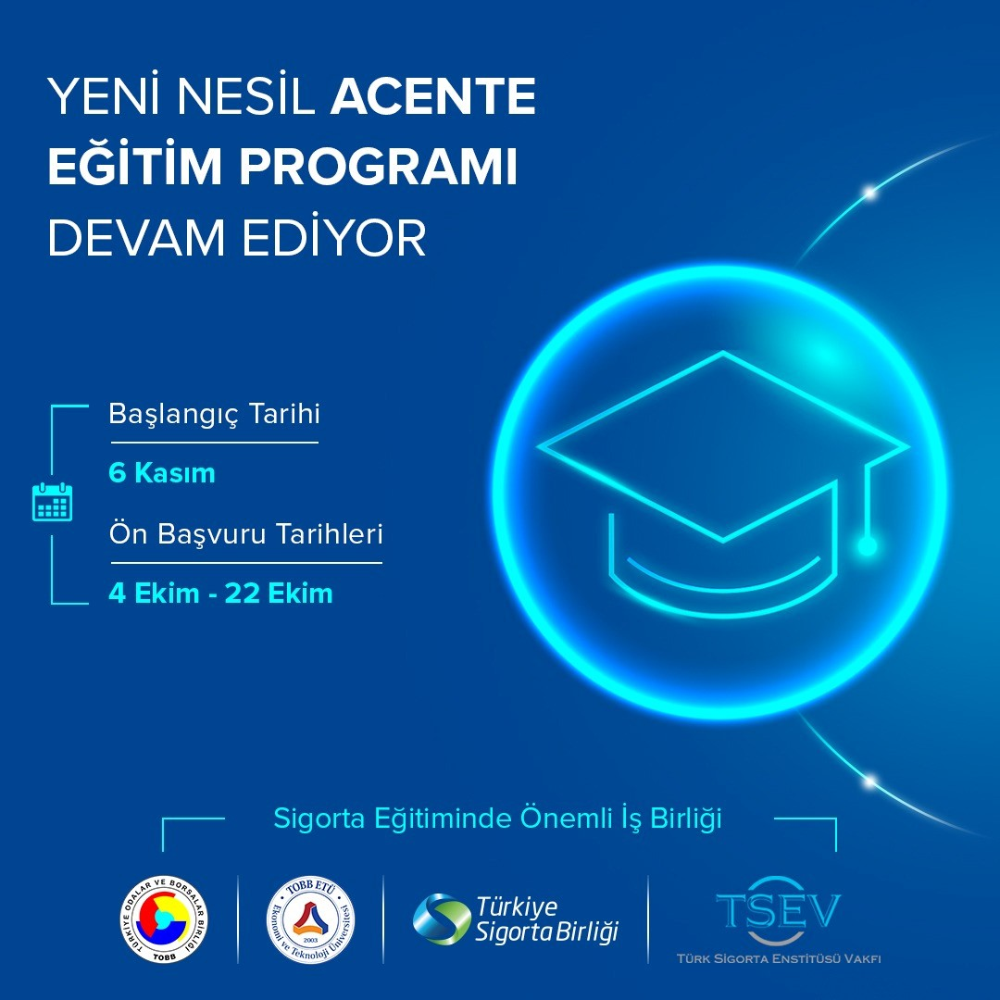 YENİ NESİL ACENTE
EĞİTİM PROGRAMI
DEVAM EDİYOR
Başlangıç Tarihi
6 Kasım
Ön Başvuru Tarihleri
4 Ekim - 22 Ekim
Sigorta Eğitiminde Önemli İş Birliği
TÜRKİYE ODALAR VE BORSALAR BİRLİĞİ
TOBB
TOBB ETÜ
Ekonomi ve Teknoloji Üniversitesi
2003
Türkiye
Sigorta Birliği
TSEV
TÜRK SİGORTA ENSTİTÜSÜ VAKFI